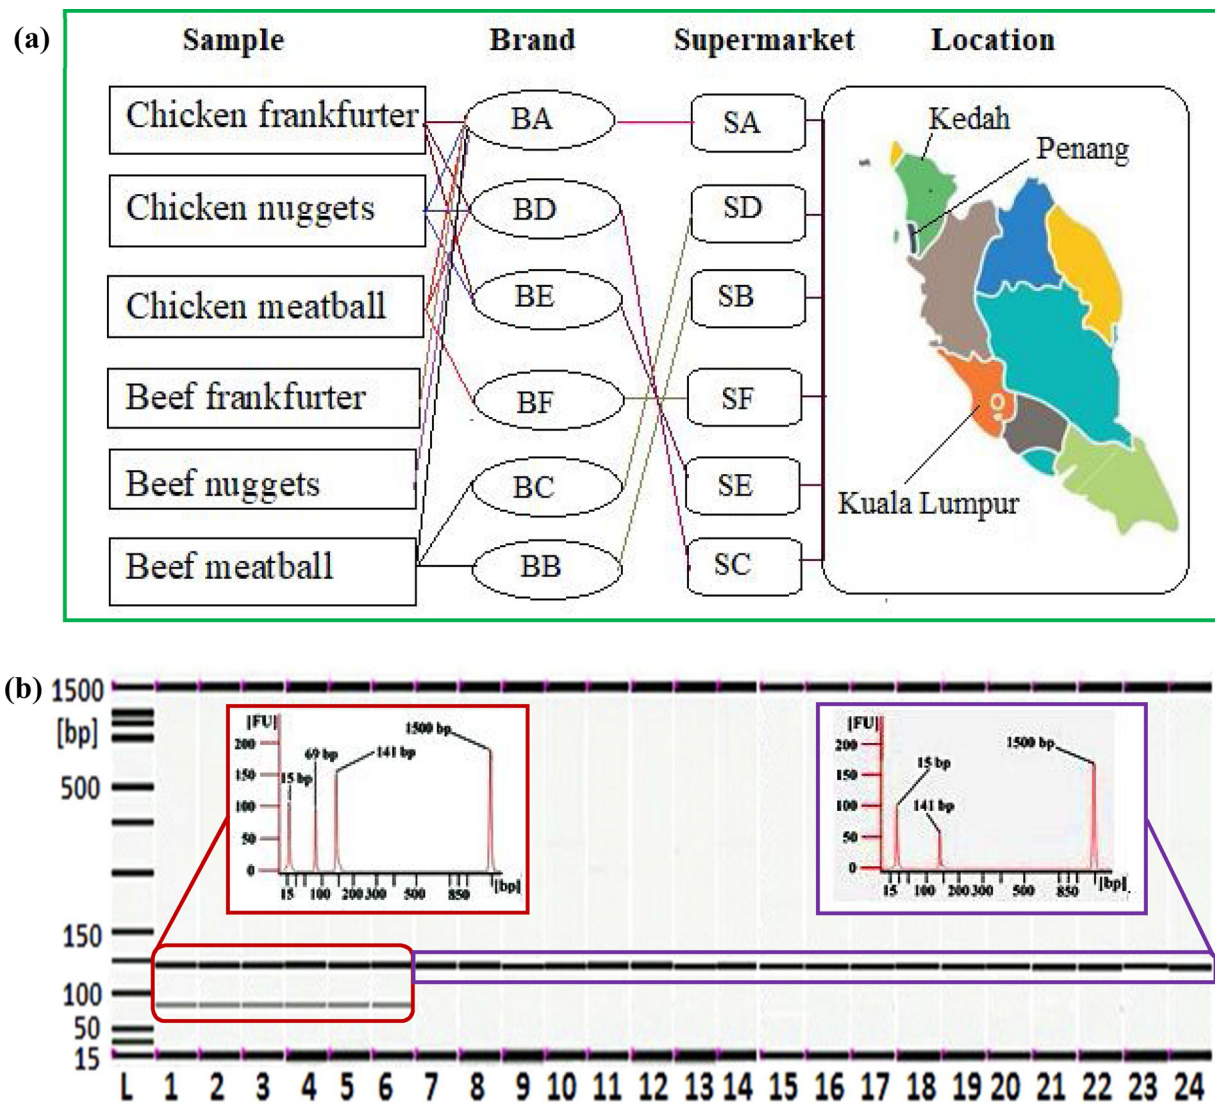 (a)
Sample Brand Supermarket Location
Chicken frankfurter BA SA
Kedah
Penang
Chicken nuggets BD SD
Chicken meatball BE SB
Beef frankfurter BF SF
Beef nuggets BC SE
Kuala Lumpur
Beef meatball BB SC
(b)
1500
[bp]
500
150
100
50
15
[FU]
200
150
100
50
0
15 bp
69 bp
141 bp
1500 bp
15 100 200 300 500 850 [bp]
[FU]
200
150
100
50
0
15 bp
141 bp
1500 bp
15 100 200 300 500 850 [bp]
L 1 2 3 4 5 6 7 8 9 10 11 12 13 14 15 16 17 18 19 20 21 22 23 24